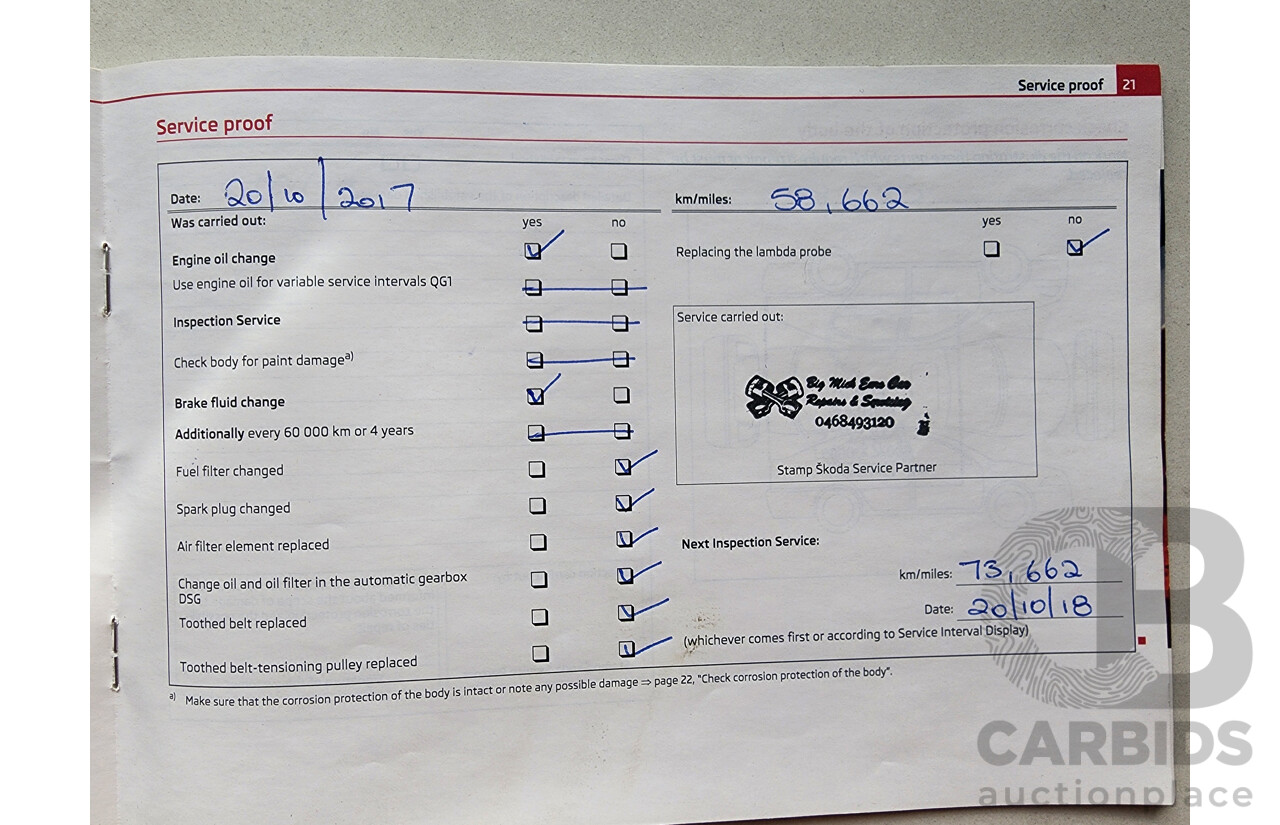 Service proof 21
Service proof
Date: 20/10/2017
km/miles: 58,662
Was carried out: yes no
yes no
Engine oil change
Replacing the lambda probe
Use engine oil for variable service intervals QG1
Inspection Service
Service carried out:
Check body for paint damage a)
Brake fluid change
Big Mick Euro Car
Repairs & Servicing
0468493120
Additionally every 60 000 km or 4 years
Fuel filter changed
Stamp Škoda Service Partner
Spark plug changed
Air filter element replaced
Next Inspection Service:
Change oil and oil filter in the automatic gearbox
DSG
km/miles: 73,662
Toothed belt replaced
Date: 20/10/18
Toothed belt-tensioning pulley replaced
(whichever comes first or according to Service Interval Display)
a) Make sure that the corrosion protection of the body is intact or note any possible damage ⇒ page 22, "Check corrosion protection of the body".
CARBIDS
auctionplace